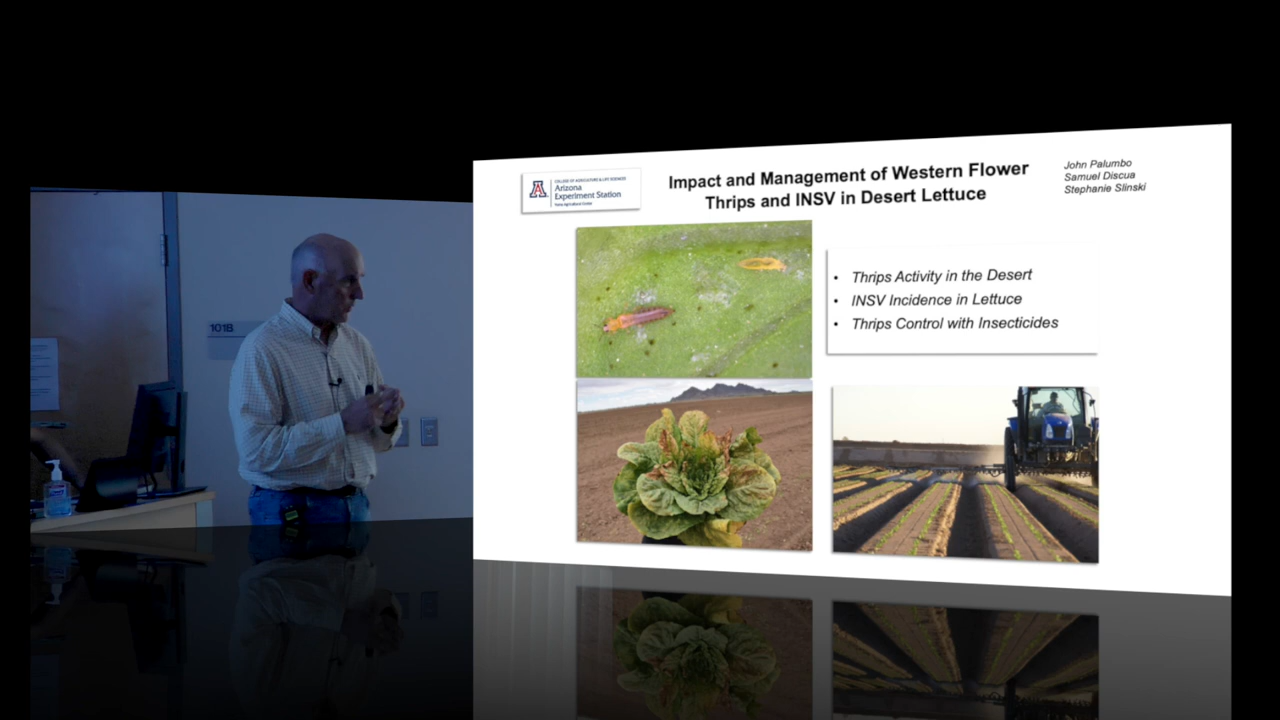 101B
COLLEGE OF AGRICULTURE & LIFE SCIENCES
Arizona
Experiment Station
Yuma Agricultural Center
Impact and Management of Western Flower
Thrips and INSV in Desert Lettuce
John Palumbo
Samuel Discua
Stephanie Slinski
• Thrips Activity in the Desert
• INSV Incidence in Lettuce
• Thrips Control with Insecticides